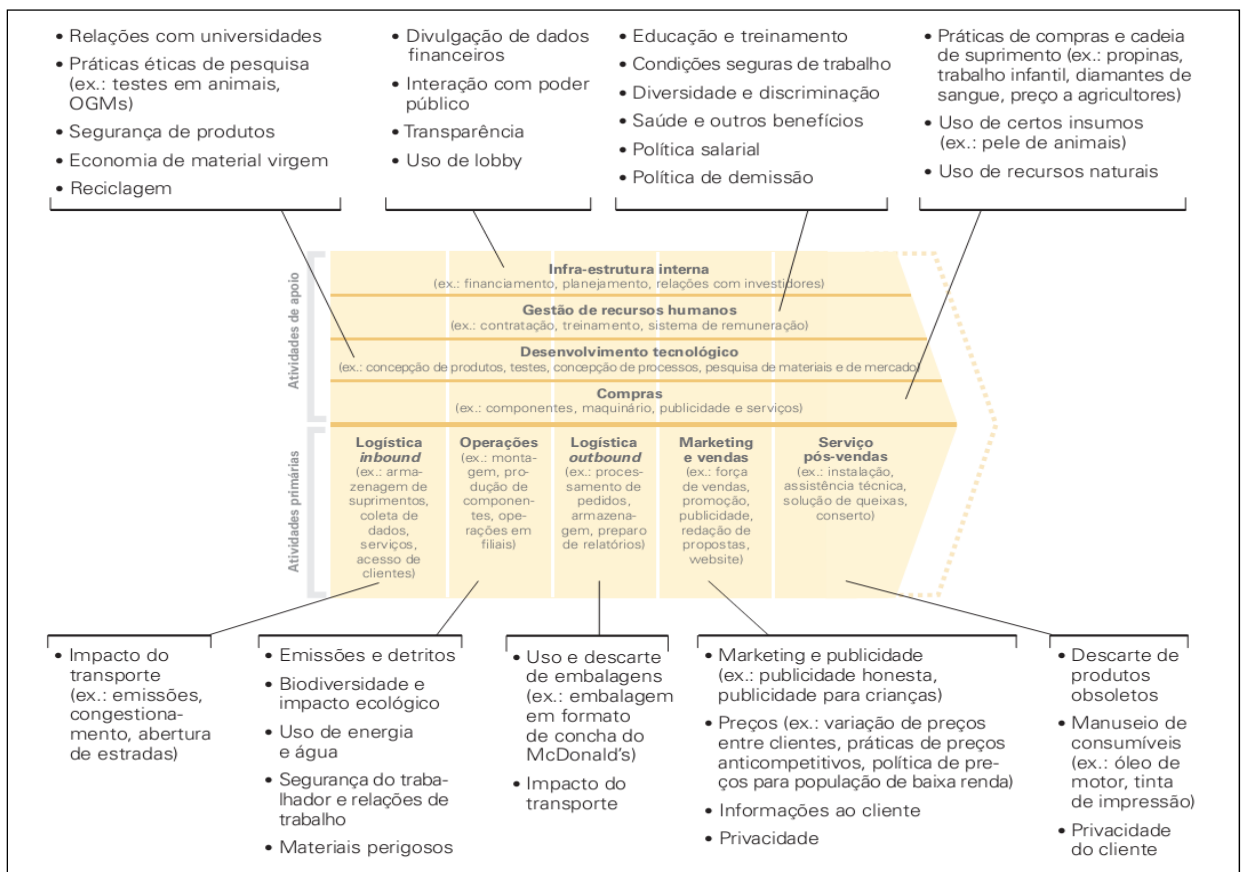 • Relações com universidades
• Práticas éticas de pesquisa
(ex.: testes em animais,
OGMs)
• Segurança de produtos
• Economia de material virgem
• Reciclagem
• Divulgação de dados
financeiros
• Interação com poder
público
• Transparência
• Uso de lobby
• Educação e treinamento
• Condições seguras de trabalho
• Diversidade e discriminação
• Saúde e outros benefícios
• Política salarial
• Política de demissão
• Práticas de compras e cadeia
de suprimento (ex.: propinas,
trabalho infantil, diamantes de
sangue, preço a agricultores)
• Uso de certos insumos
(ex.: pele de animais)
• Uso de recursos naturais
Atividades de apoio
Infra-estrutura interna
(ex.: financiamento, planejamento, relações com investidores)
Gestão de recursos humanos
(ex.: contratação, treinamento, sistema de remuneração)
Desenvolvimento tecnológico
(ex.: concepção de produtos, testes, concepção de processos, pesquisa de materiais e de mercado)
Compras
(ex.: componentes, maquinário, publicidade e serviços)
Atividades primárias
Logística
inbound
(ex.: arma-
zenagem de
suprimentos,
coleta de
dados,
serviços,
acesso de
clientes)
Operações
(ex.: monta-
gem, pro-
dução de
componen-
tes, ope-
rações em
filiais)
Logística
outbound
(ex.: proces-
samento de
pedidos,
armazena-
gem, preparo
de relatórios)
Marketing
e vendas
(ex.: força
de vendas,
promoção,
publicidade,
redação de
propostas,
website)
Serviço
pós-vendas
(ex.: instalação,
assistência técnica,
solução de queixas,
conserto)
• Impacto do
transporte
(ex.: emissões,
congestiona-
mento, abertura
de estradas)
• Emissões e detritos
• Biodiversidade e
impacto ecológico
• Uso de energia
e água
• Segurança do traba-
lhador e relações de
trabalho
• Materiais perigosos
• Uso e descarte
de embalagens
(ex.: embalagem
em formato
de concha do
McDonald's)
• Impacto do
transporte
• Marketing e publicidade
(ex.: publicidade honesta,
publicidade para crianças)
• Preços (ex.: variação de preços
entre clientes, práticas de preços
anticompetitivos, política de pre-
ços para população de baixa renda)
• Informações ao cliente
• Privacidade
• Descarte de
produtos
obsoletos
• Manuseio de
consumíveis
(ex.: óleo de
motor, tinta
de impressão)
• Privacidade
do cliente